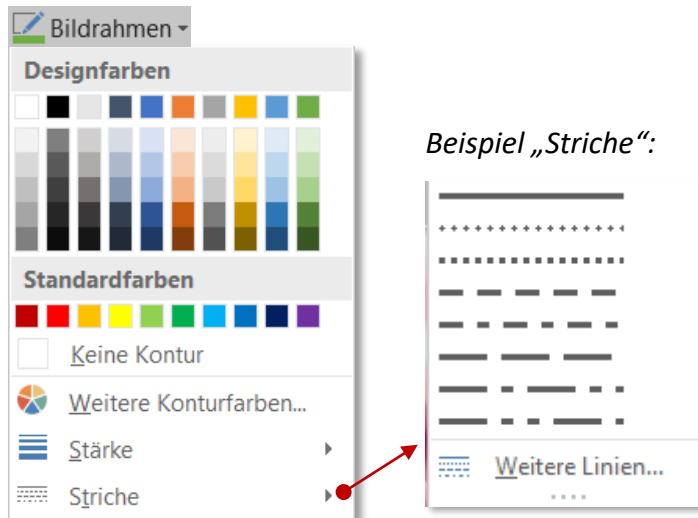 Bildrahmen
Designfarben
Standardfarben
Keine Kontur
Weitere Konturfarben...
Stärke
Striche
Beispiel „Striche“:
Weitere Linien...